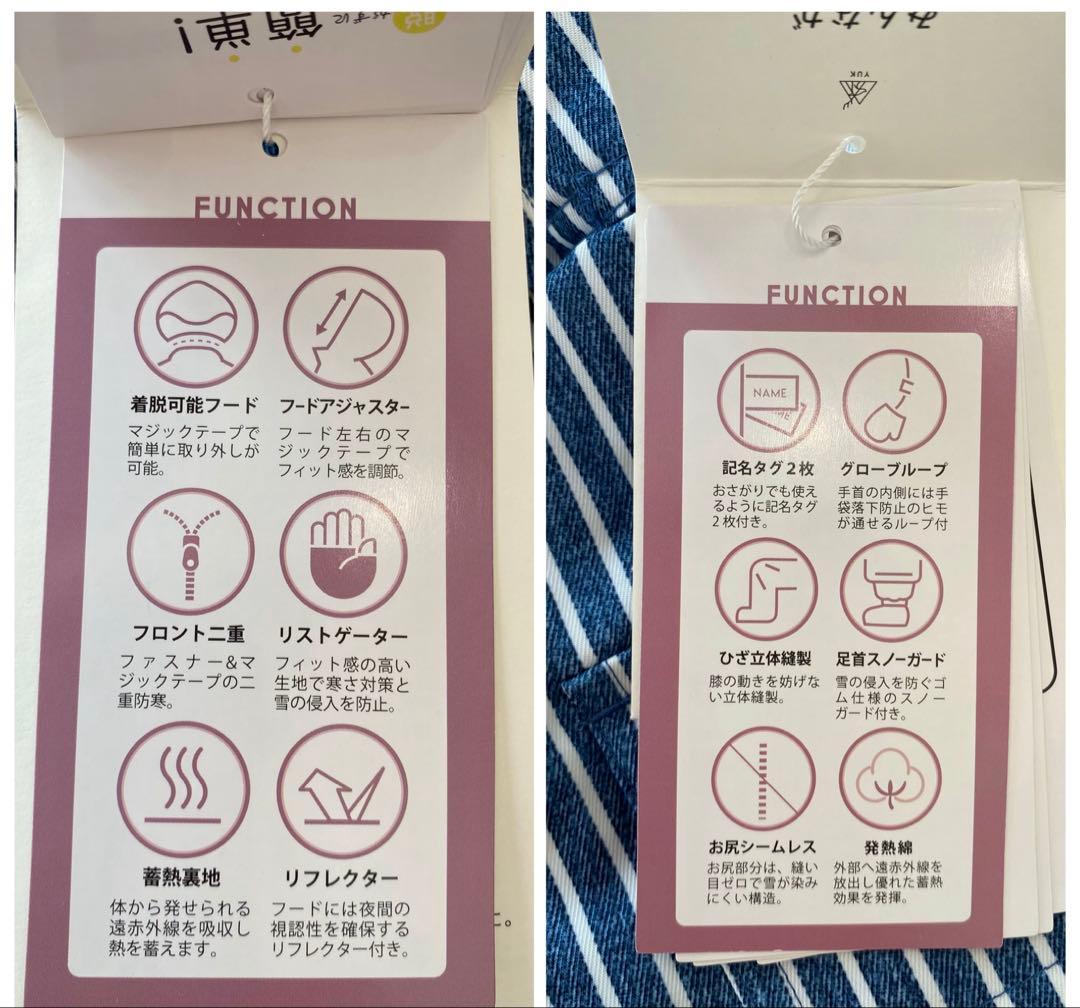 脱
がずに
簡単!
FUNCTION
着脱可能フード
マジックテープで
簡単に取り外しが
可能。
フードアジャスター
フード左右のマ
ジックテープで
フィット感を調節。
フロント二重
ファスナー&マ
ジックテープの二
重防寒。
リストゲーター
フィット感の高い
生地で寒さ対策と
雪の侵入を防止。
蓄熱裏地
体から発せられる
遠赤外線を吸収し
熱を蓄えます。
リフレクター
フードには夜間の
視認性を確保する
リフレクター付き。
みんなが
YUK
FUNCTION
NAME
記名タグ2枚
おさがりでも使え
るように記名タグ
2枚付き。
グローブループ
手首の内側には手
袋落下防止のヒモ
が通せるループ付
ひざ立体縫製
膝の動きを妨げな
い立体縫製。
足首スノーガード
雪の侵入を防ぐゴ
ム仕様のスノー
ガード付き。
お尻シームレス
お尻部分は、縫い
目ゼロで雪が染み
にくい構造。
発熱綿
外部へ遠赤外線を
放出し優れた蓄熱
効果を発揮。